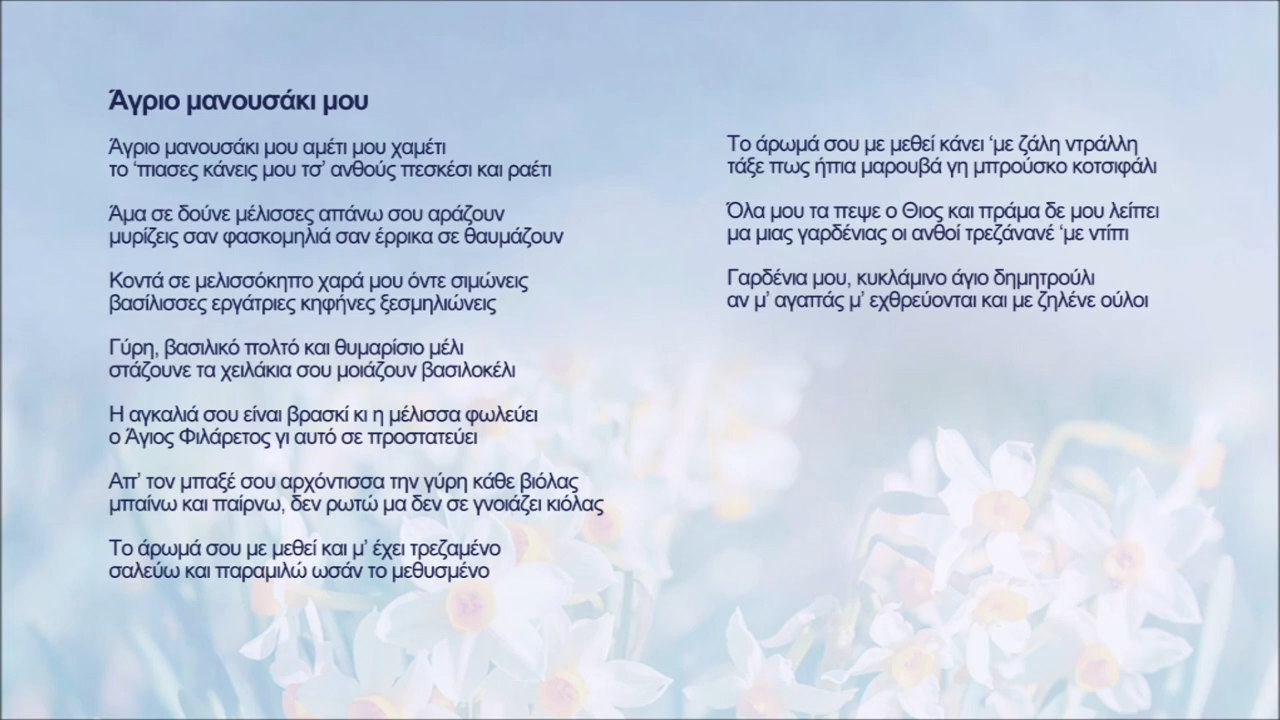 Άγριο μανουσάκι μου
Άγριο μανουσάκι μου αμέτι μου χαμέτι
το ‘πιασες κάνεις μου τσ’ ανθούς πεσκέσι και ραέτι
Άμα σε δούνε μέλισσες απάνω σου αράζουν
μυρίζεις σαν φασκομηλιά σαν έρρικα σε θαυμάζουν
Κοντά σε μελισσόκηπο χαρά μου όντε σιμώνεις
βασίλισσες εργάτριες κηφήνες ξεσμηλιώνεις
Γύρη, βασιλικό πολτό και θυμαρίσιο μέλι
στάζουνε τα χειλάκια σου μοιάζουν βασιλοκέλι
Η αγκαλιά σου είναι βρασκί κι η μέλισσα φωλεύει
ο Άγιος Φιλάρετος γι αυτό σε προστατεύει
Απ’ τον μπαξέ σου αρχόντισσα την γύρη κάθε βιόλας
μπαίνω και παίρνω, δεν ρωτώ μα δεν σε γνοιάζει κιόλας
Το άρωμά σου με μεθεί και μ’ έχει τρεζαμένο
σαλεύω και παραμιλώ ωσάν το μεθυσμένο
Το άρωμά σου με μεθεί κάνει ‘με ζάλη ντράλλη
τάξε πως ήπια μαρουβά γη μπρούσκο κοτσιφάλι
Όλα μου τα πεψε ο Θιος και πράμα δε μου λείπει
μα μιας γαρδένιας οι ανθοί τρεζάνανέ ‘με ντίπι
Γαρδένια μου, κυκλάμινο άγιο δημητρούλι
αν μ’ αγαπάς μ’ εχθρεύονται και με ζηλένε ούλοι